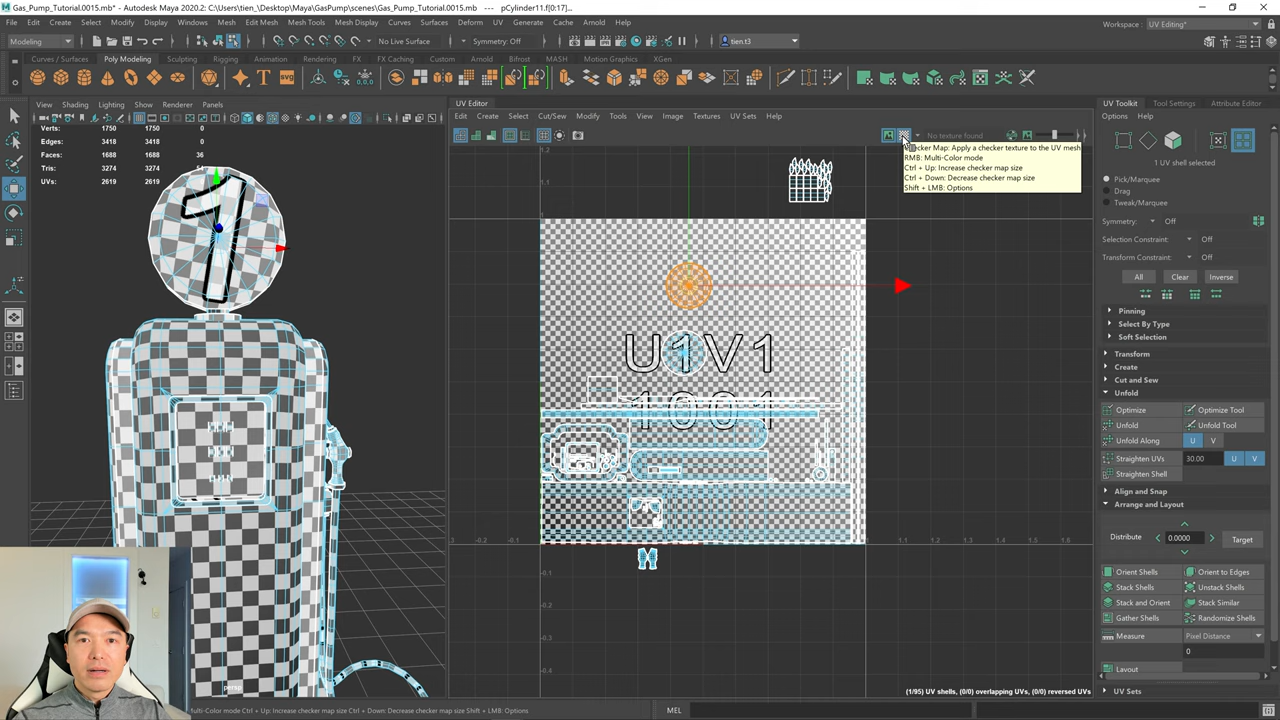 Gas_Pump_Tutorial.0015.mb* - Autodesk Maya 2020.2: C:\Users\tien_\Desktop\Maya\GasPump\scenes\Gas_Pump_Tutorial.0015.mb --- pCylinder11.f[0:17]...
File Edit Create Select Modify Display Windows Mesh Edit Mesh Mesh Tools Mesh Display Curves Surfaces Deform UV Generate Cache Arnold Help
Workspace : UV Editing*
Modeling No Live Surface Symmetry: Off tien.t3
Curves / Surfaces Poly Modeling Sculpting Rigging Animation Rendering FX FX Caching Custom Arnold Bifrost MASH Motion Graphics XGen
View Shading Lighting Show Renderer Panels
Verts: 1750 1750 0
Edges: 3418 3418 0
Faces: 1688 1688 36
Tris: 3274 3274 0
UVs: 2619 2619 0
1
persp
UV Editor
Edit Create Select Cut/Sew Modify Tools View Image Textures UV Sets Help
No texture found
Checker Map: Apply a checker texture to the UV mesh
RMB: Multi-Color mode
Ctrl + Up: Increase checker map size
Ctrl + Down: Decrease checker map size
Shift + LMB: Options
U1V1
1001
(1/95) UV shells, (0/0) overlapping UVs, (0/0) reversed UVs
UV Toolkit Tool Settings Attribute Editor
Options Help
1 UV shell selected
Pick/Marquee
Drag
Tweak/Marquee
Symmetry: Off
Selection Constraint: Off
Transform Constraint: Off
All Clear Inverse
Pinning
Select By Type
Soft Selection
Transform
Create
Cut and Sew
Unfold
Optimize Optimize Tool
Unfold Unfold Tool
Unfold Along U V
Straighten UVs 30.00 U V
Straighten Shell
Align and Snap
Arrange and Layout
Distribute 0.0000 Target
Orient Shells Orient to Edges
Stack Shells Unstack Shells
Stack and Orient Stack Similar
Gather Shells Randomize Shells
Measure Pixel Distance
0
Layout
UV Sets
Multi-Color mode Ctrl + Up: Increase checker map size Ctrl + Down: Decrease checker map size Shift + LMB: Options
MEL